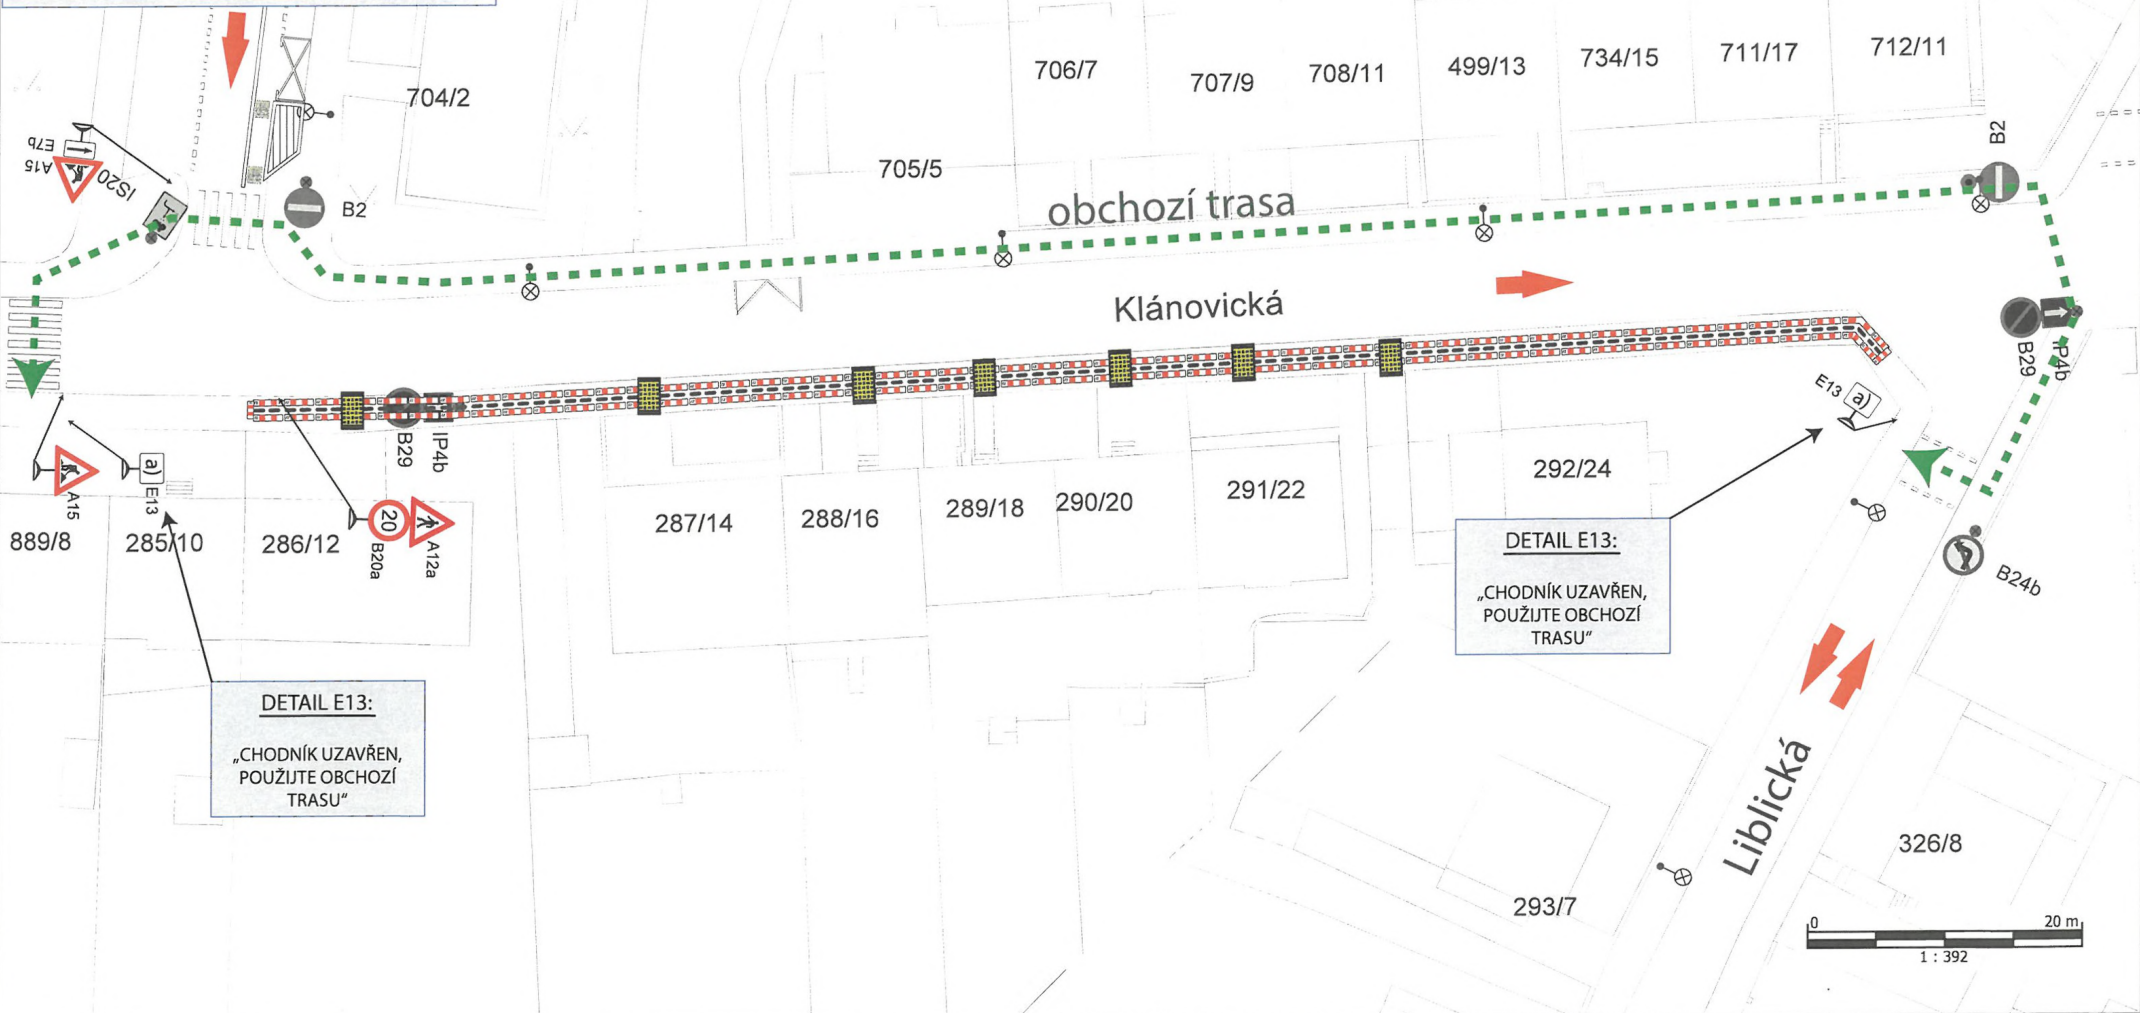 704/2
706/7
707/9
708/11
499/13
734/15
711/17
712/11
B2
E7b
A15
IS20
705/5
B2
obchozí trasa
Klánovická
B29
IP4b
E13
a)
B29
IP4b
A15
a)
E13
20
B20a
A12a
889/8
285/10
286/12
287/14
288/16
289/18
290/20
291/22
292/24
DETAIL E13:
„CHODNÍK UZAVŘEN,
POUŽIJTE OBCHOZÍ
TRASU“
B24b
DETAIL E13:
„CHODNÍK UZAVŘEN,
POUŽIJTE OBCHOZÍ
TRASU“
Liblická
326/8
293/7
0
20 m
1 : 392